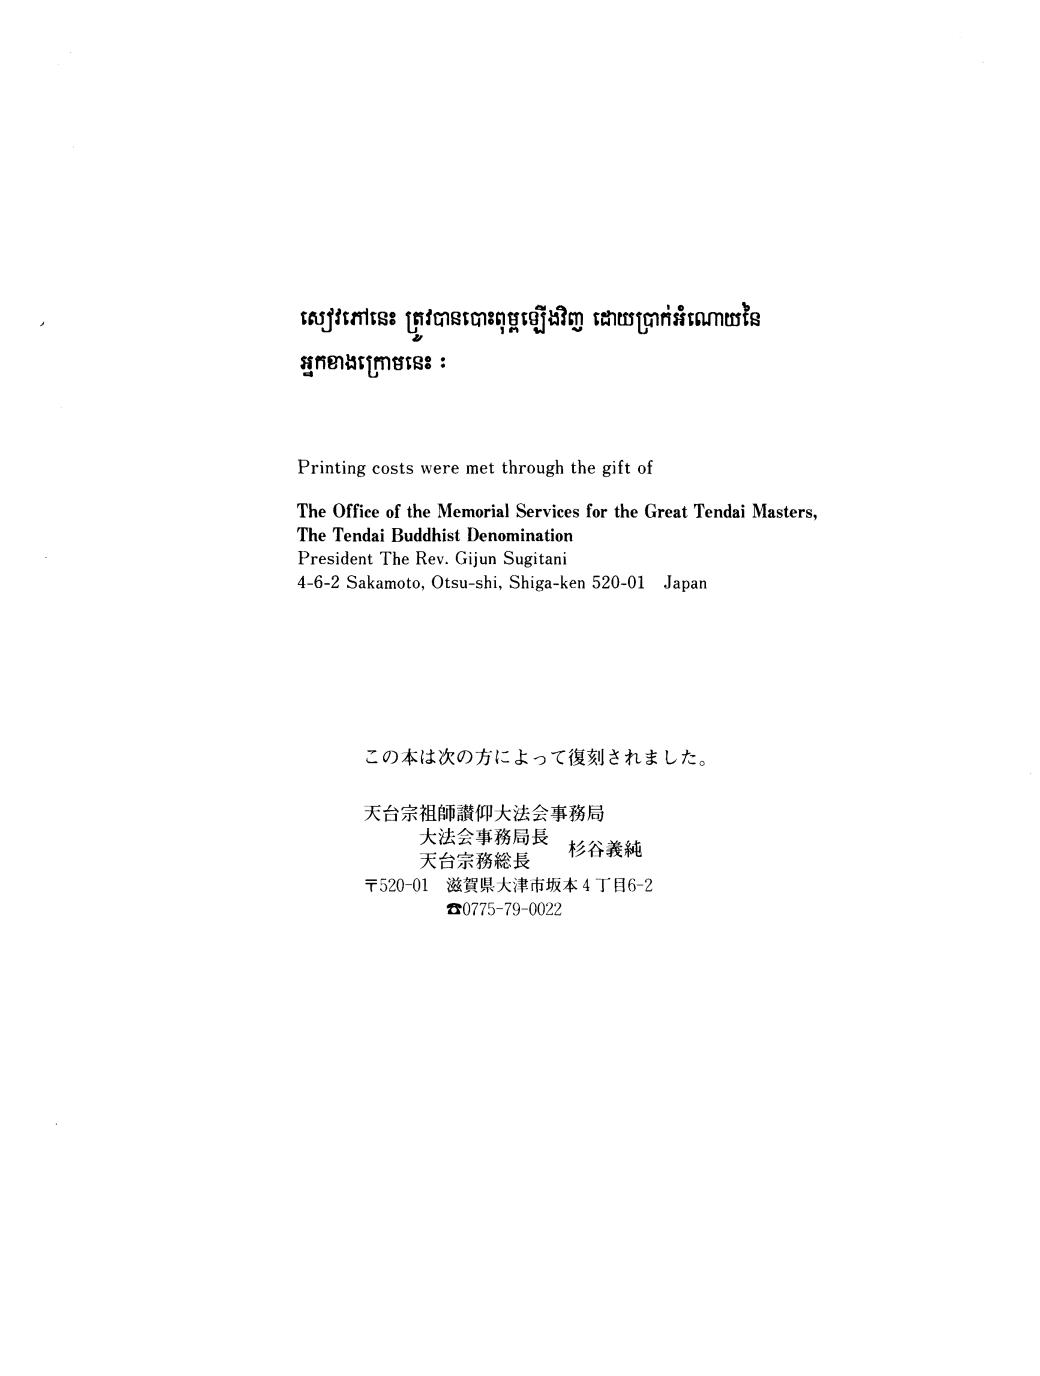 សៀវភៅនេះ ត្រូវបានបោះពុម្ពឡើងវិញ ដោយប្រាក់អំណោយនៃ
អ្នកខាងក្រោមនេះ :
Printing costs were met through the gift of
The Office of the Memorial Services for the Great Tendai Masters,
The Tendai Buddhist Denomination
President The Rev. Gijun Sugitani
4-6-2 Sakamoto, Otsu-shi, Shiga-ken 520-01 Japan
この本は次の方によって復刻されました。
天台宗祖師讃仰大法会事務局
大法会事務局長
天台宗務総長
杉谷義純
〒520-01 滋賀県大津市坂本4丁目6-2
☎0775-79-0022